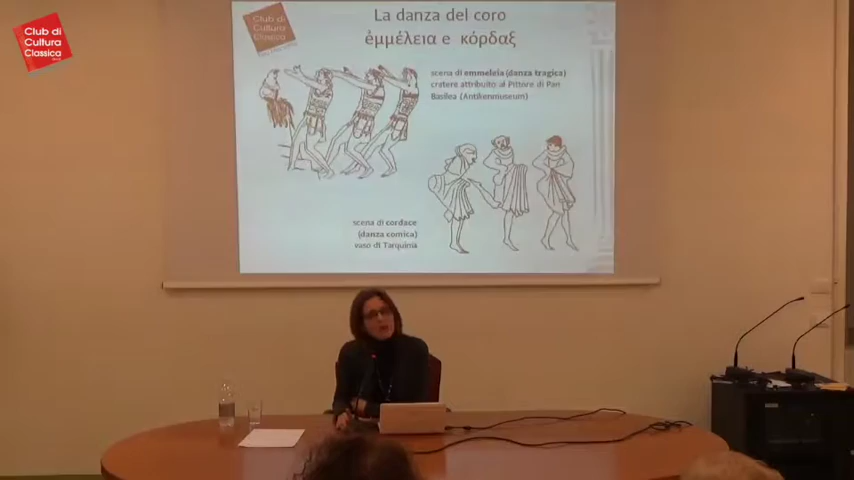 Club di
Cultura
Classica
Club di
Cultura
Classica
La danza del coro
ἐμμέλεια e κόρδαξ
scena di emmeleia (danza tragica)
cratere attribuito al Pittore di Pan
Basilea (Antikenmuseum)
scena di cordace
(danza comica)
vaso di Tarquinia